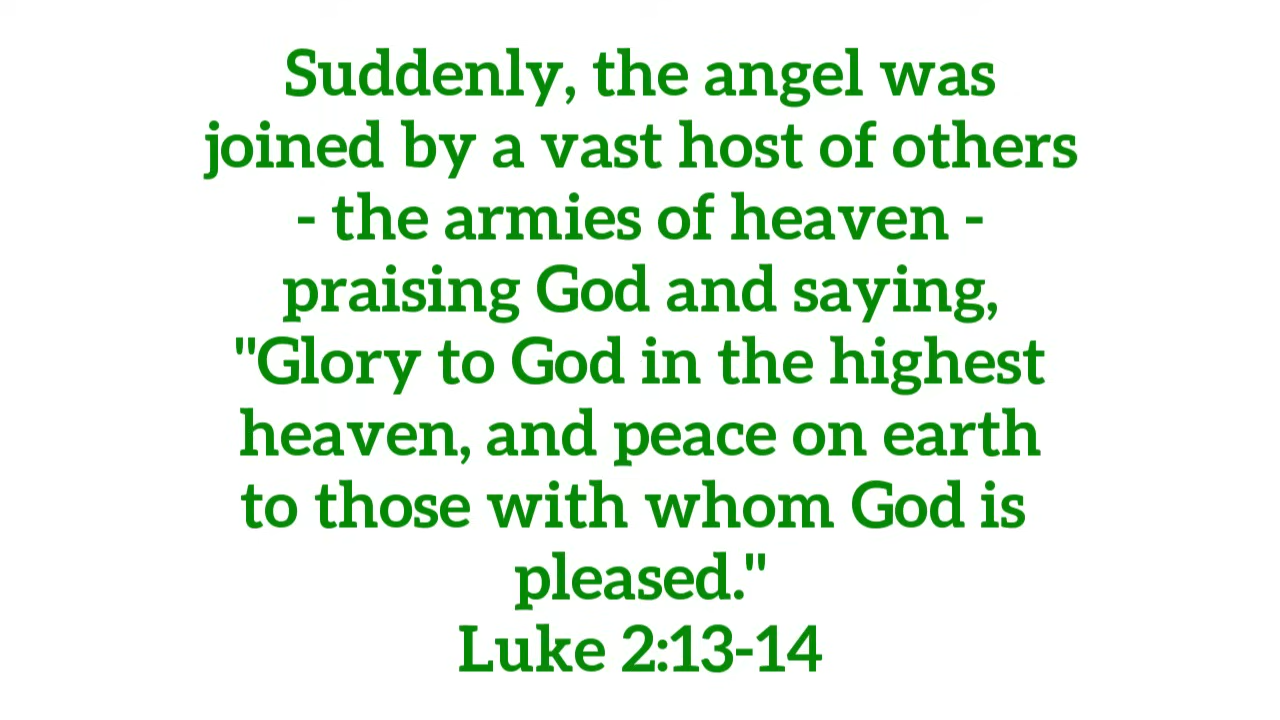 Suddenly, the angel was
joined by a vast host of others
- the armies of heaven -
praising God and saying,
"Glory to God in the highest
heaven, and peace on earth
to those with whom God is
pleased."
Luke 2:13-14